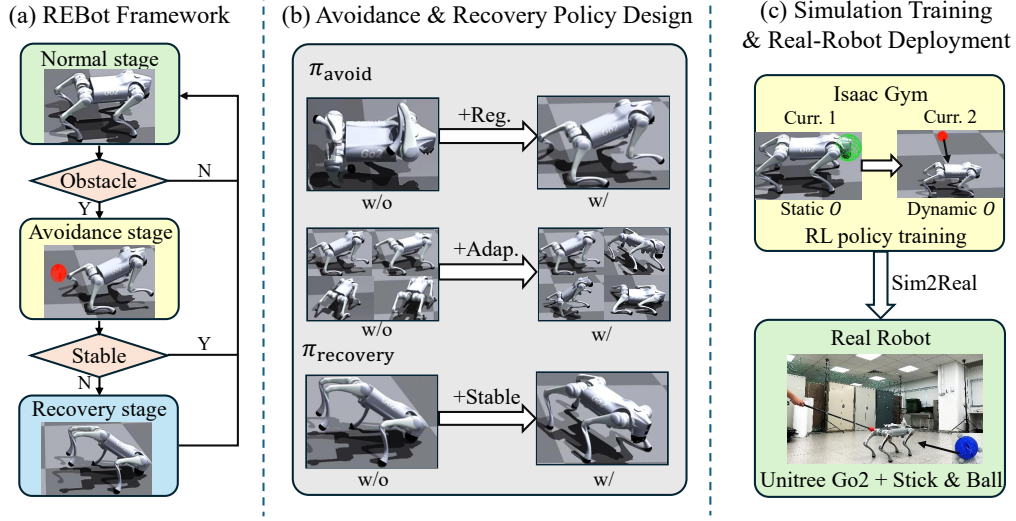 (a) REBot Framework
Normal stage
Obstacle
N
Y
Avoidance stage
Stable
Y
N
Recovery stage
(b) Avoidance & Recovery Policy Design
π_avoid
+Reg.
w/o
w/
+Adap.
w/o
w/
π_recovery
+Stable
w/o
w/
(c) Simulation Training
& Real-Robot Deployment
Isaac Gym
Curr. 1
Curr. 2
Static O
Dynamic O
RL policy training
Sim2Real
Real Robot
Unitree Go2 + Stick & Ball